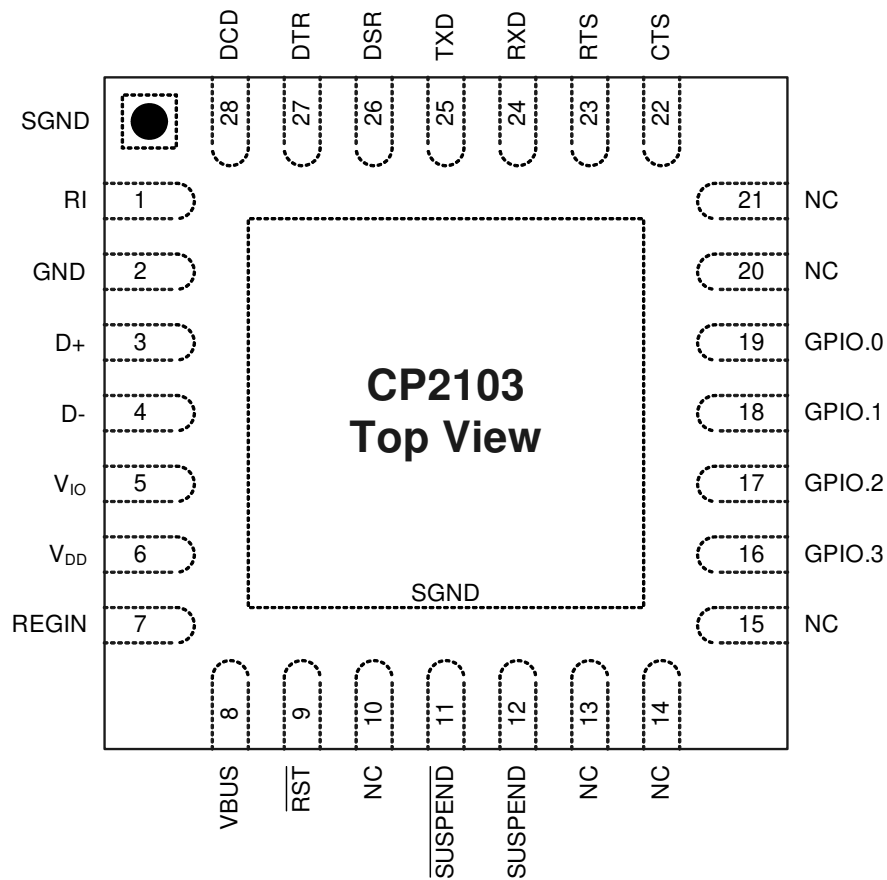 DCD
DTR
DSR
TXD
RXD
RTS
CTS
28
27
26
25
24
23
22
SGND
RI 1
21 NC
GND 2
20 NC
D+ 3
19 GPIO.0
D- 4
18 GPIO.1
CP2103
Top View
VIO 5
17 GPIO.2
VDD 6
16 GPIO.3
SGND
REGIN 7
15 NC
8
9
10
11
12
13
14
VBUS
RST
NC
SUSPEND
SUSPEND
NC
NC